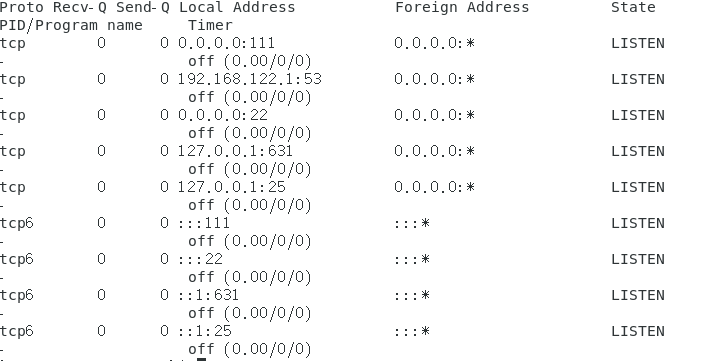 Proto Recv-Q Send-Q Local Address           Foreign Address         State
PID/Program name     Timer
tcp        0      0 0.0.0.0:111             0.0.0.0:*               LISTEN
-                    off (0.00/0/0)
tcp        0      0 192.168.122.1:53        0.0.0.0:*               LISTEN
-                    off (0.00/0/0)
tcp        0      0 0.0.0.0:22              0.0.0.0:*               LISTEN
-                    off (0.00/0/0)
tcp        0      0 127.0.0.1:631           0.0.0.0:*               LISTEN
-                    off (0.00/0/0)
tcp        0      0 127.0.0.1:25            0.0.0.0:*               LISTEN
-                    off (0.00/0/0)
tcp6       0      0 :::111                  :::*                    LISTEN
-                    off (0.00/0/0)
tcp6       0      0 :::22                   :::*                    LISTEN
-                    off (0.00/0/0)
tcp6       0      0 ::1:631                 :::*                    LISTEN
-                    off (0.00/0/0)
tcp6       0      0 ::1:25                  :::*                    LISTEN
-                    off (0.00/0/0)